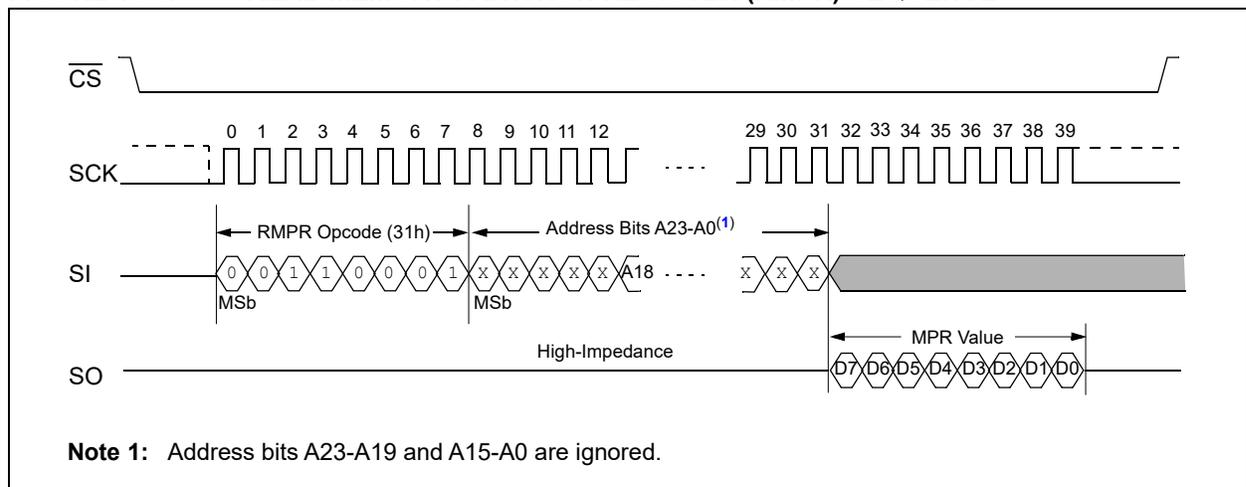 CS
0 1 2 3 4 5 6 7 8 9 10 11 12 29 30 31 32 33 34 35 36 37 38 39
SCK
RMPR Opcode (31h) Address Bits A23-A0(1)
SI 0 0 1 1 0 0 0 1 X X X X X A18 X X X
MSb MSb
MPR Value
High-Impedance
SO D7 D6 D5 D4 D3 D2 D1 D0
Note 1: Address bits A23-A19 and A15-A0 are ignored.